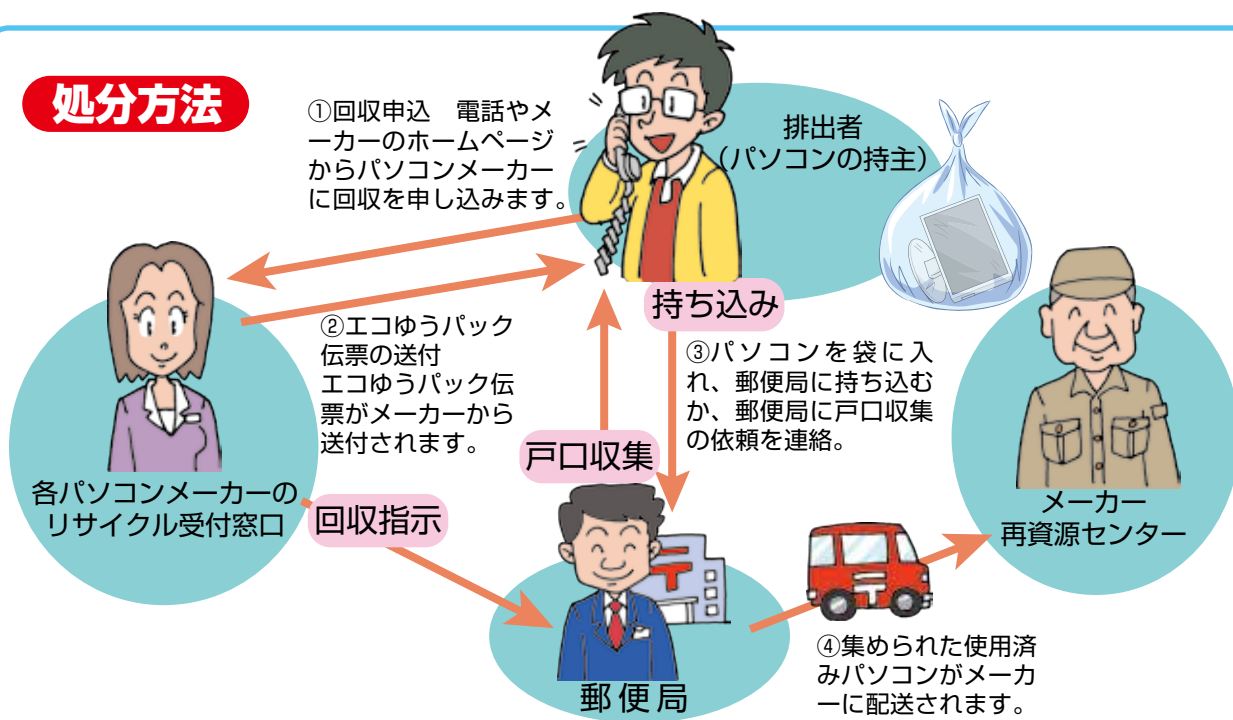 処分方法
①回収申込　電話やメ
ーカーのホームページ
からパソコンメーカー
に回収を申し込みます。
排出者
（パソコンの持主）
②エコゆうパック
伝票の送付
エコゆうパック伝
票がメーカーから
送付されます。
持ち込み
③パソコンを袋に入
れ、郵便局に持ち込む
か、郵便局に戸口収集
の依頼を連絡。
戸口収集
各パソコンメーカーの
リサイクル受付窓口
回収指示
メーカー
再資源センター
郵便局
④集められた使用済
みパソコンがメーカ
ーに配送されます。